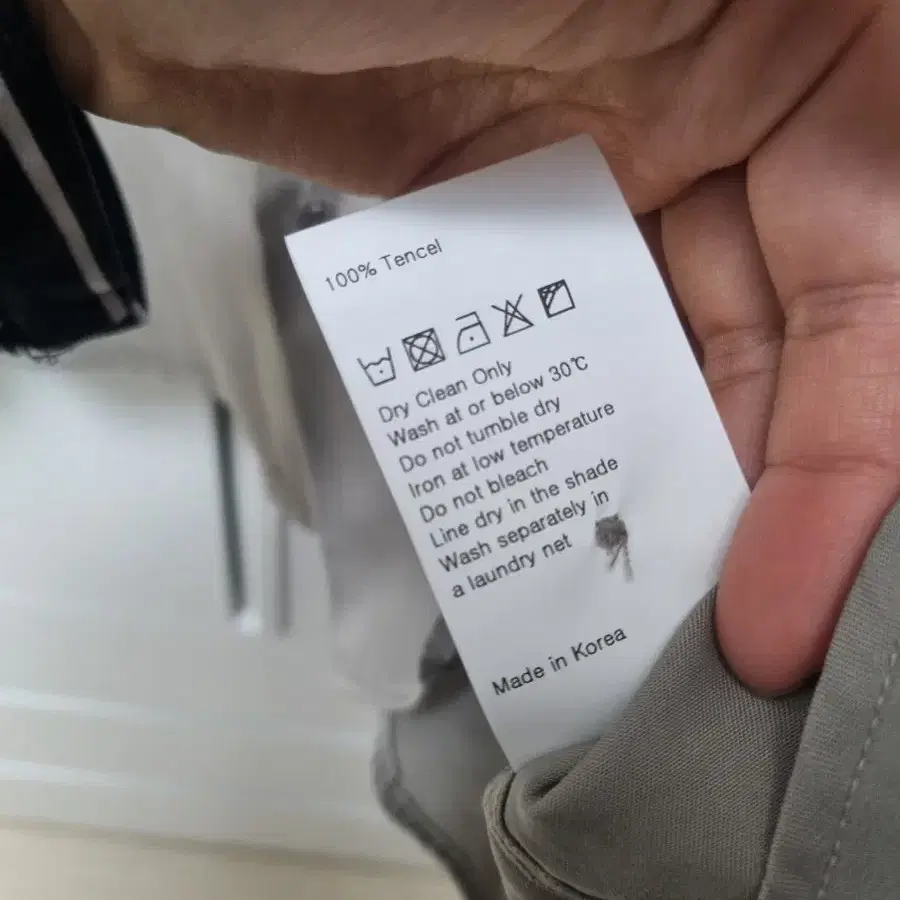 100% Tencel
Dry Clean Only
Wash at or below 30℃
Do not tumble dry
Iron at low temperature
Do not bleach
Line dry in the shade
Wash separately in
a laundry net
Made in Korea